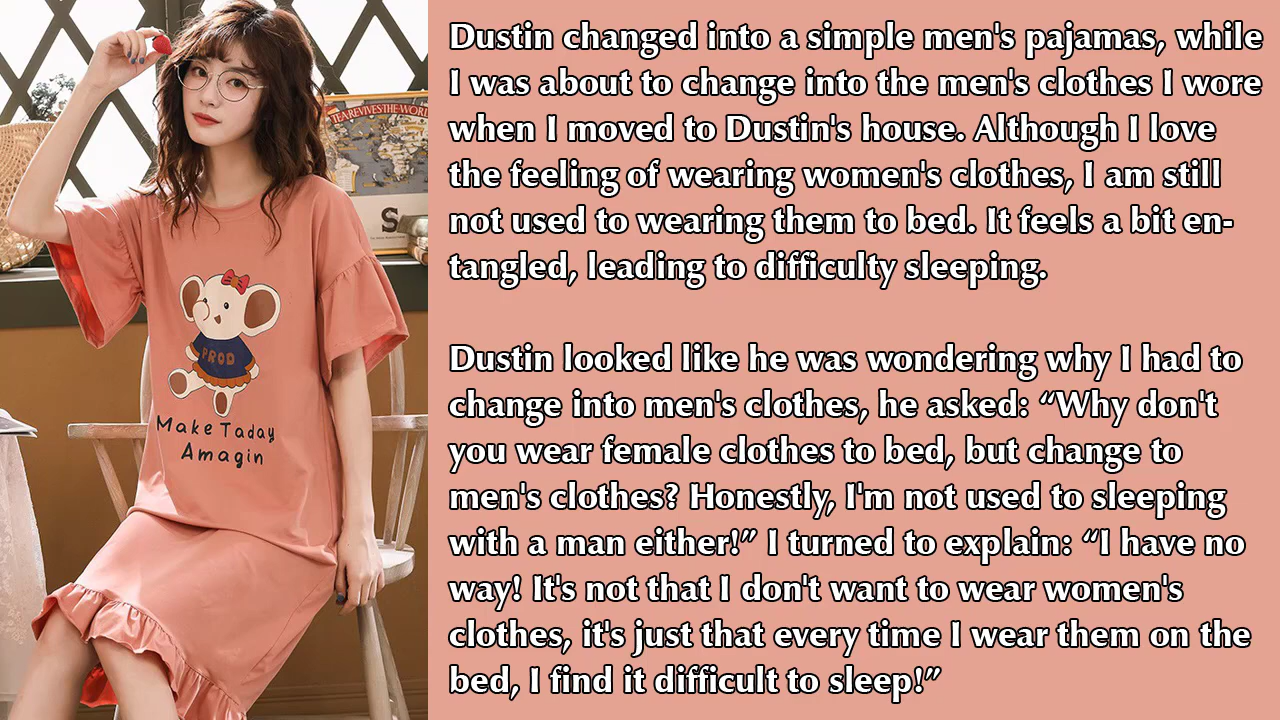 Dustin changed into a simple men's pajamas, while
I was about to change into the men's clothes I wore
when I moved to Dustin's house. Although I love
the feeling of wearing women's clothes, I am still
not used to wearing them to bed. It feels a bit en-
tangled, leading to difficulty sleeping.
Dustin looked like he was wondering why I had to
change into men's clothes, he asked: “Why don't
you wear female clothes to bed, but change to
men's clothes? Honestly, I'm not used to sleeping
with a man either!” I turned to explain: “I have no
way! It's not that I don't want to wear women's
clothes, it's just that every time I wear them on the
bed, I find it difficult to sleep!”
TEA REVIVES THE WORLD
S
PROD
Make Taday
Amagin